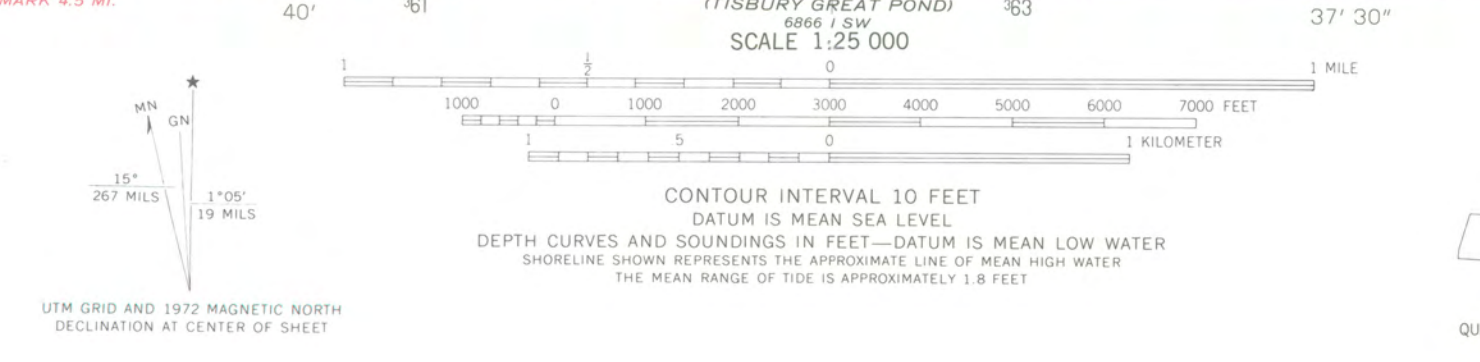 MARK 4.5 MI.
40' ³61 (TISBURY GREAT POND) ³63 37' 30"
6866 I SW
SCALE 1:25 000
1 ½ 0 1 MILE
1000 0 1000 2000 3000 4000 5000 6000 7000 FEET
1 .5 0 1 KILOMETER
MN
GN
15°
267 MILS
1°05'
19 MILS
UTM GRID AND 1972 MAGNETIC NORTH
DECLINATION AT CENTER OF SHEET
CONTOUR INTERVAL 10 FEET
DATUM IS MEAN SEA LEVEL
DEPTH CURVES AND SOUNDINGS IN FEET—DATUM IS MEAN LOW WATER
SHORELINE SHOWN REPRESENTS THE APPROXIMATE LINE OF MEAN HIGH WATER
THE MEAN RANGE OF TIDE IS APPROXIMATELY 1.8 FEET
QU